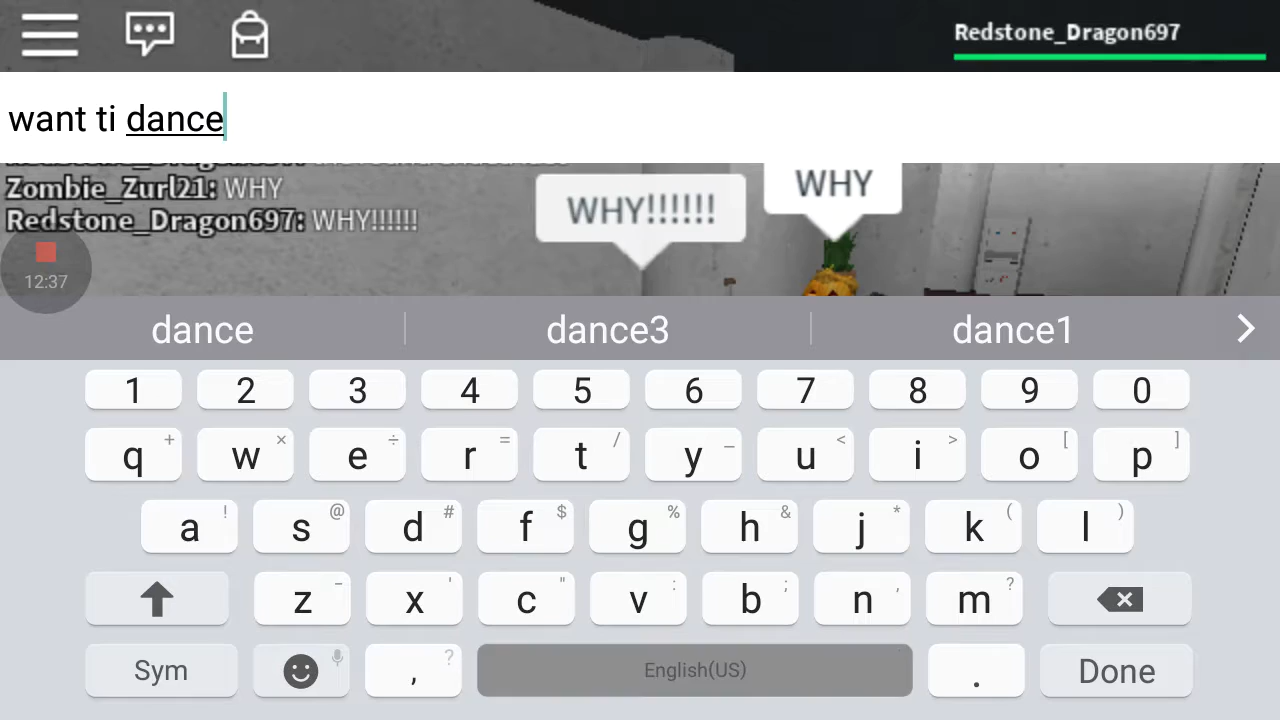 Redstone_Dragon697
want ti dance
Zombie_Zurl21: WHY
Redstone_Dragon697: WHY!!!!!!
WHY!!!!!!
WHY
12:37
dance dance3 dance1
1 2 3 4 5 6 7 8 9 0
q + w × e ÷ r = t / y _ u < i > o [ p ]
a ! s @ d # f $ g % h & j * k ( l )
z - x ' c " v : b ; n , m ?
Sym , ? English(US) . Done